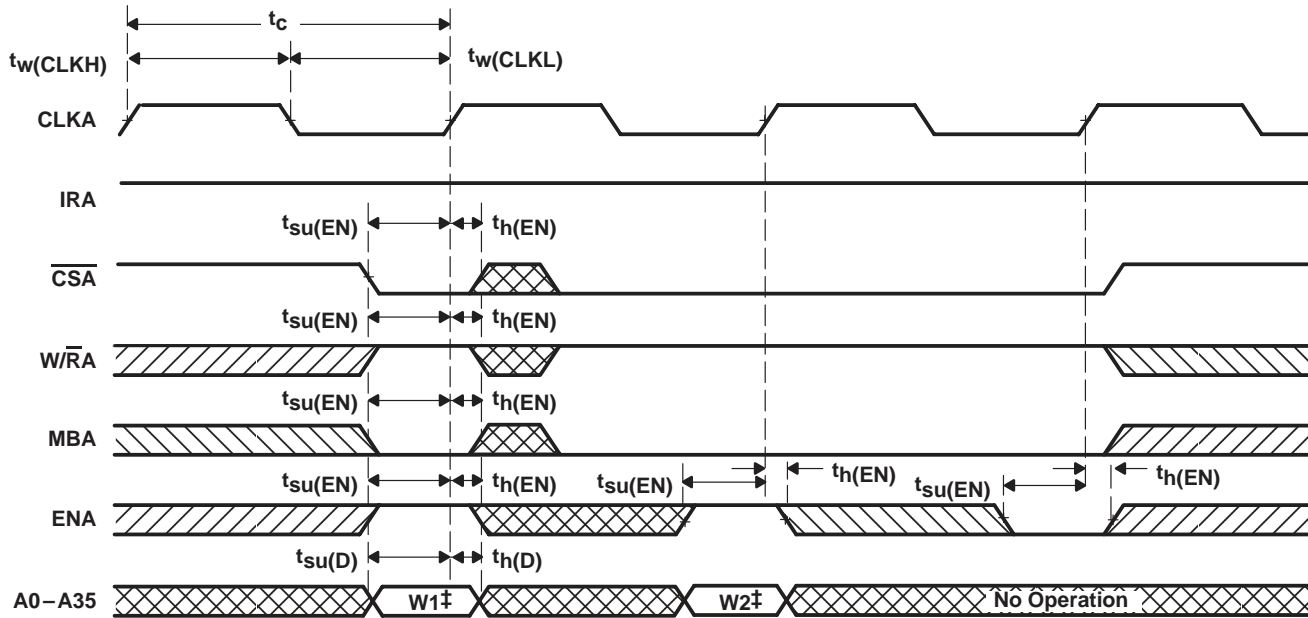 tc
tw(CLKH) tw(CLKL)
CLKA
IRA
tsu(EN) th(EN)
CSA
tsu(EN) th(EN)
W/RA
tsu(EN) th(EN)
MBA
tsu(EN) th(EN) tsu(EN) th(EN) tsu(EN) th(EN)
ENA
tsu(D) th(D)
A0–A35 W1‡ W2‡ No Operation